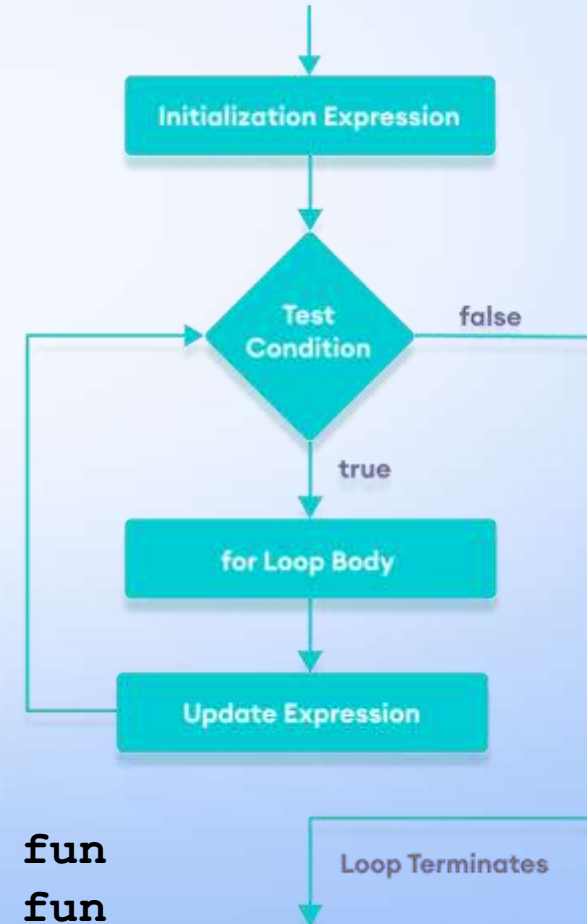 Initialization Expression
Test
Condition
false
true
for Loop Body
Update Expression
fun
Loop Terminates
fun